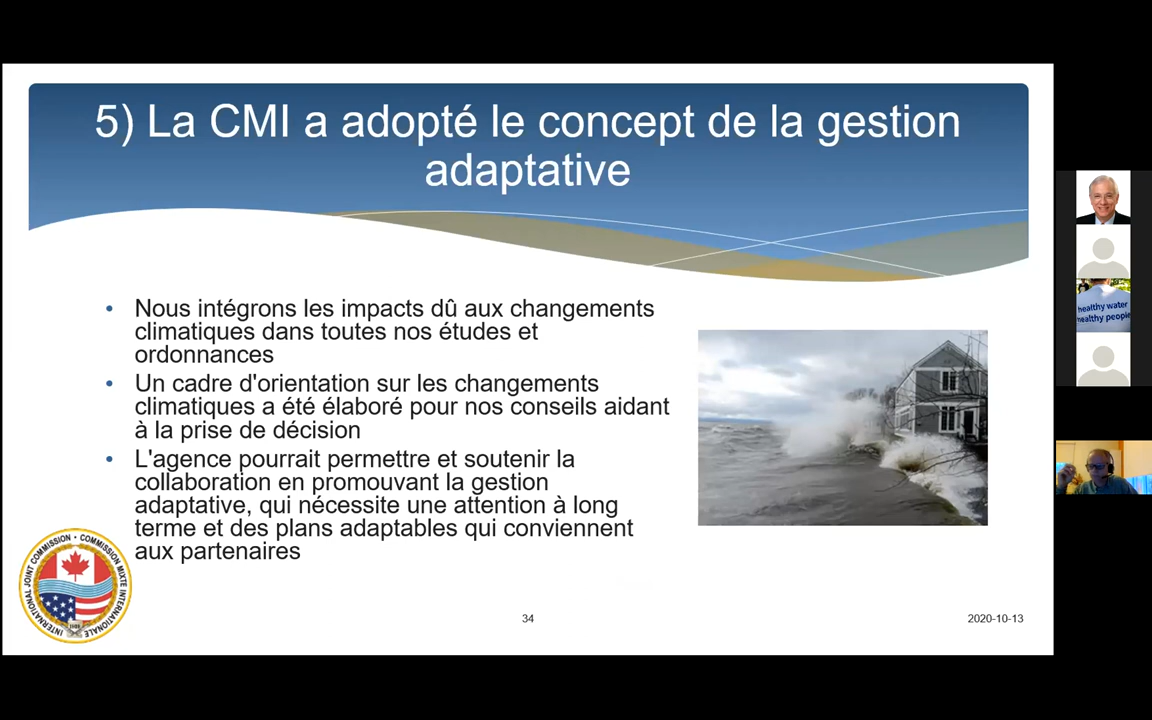 5) La CMI a adopté le concept de la gestion
adaptative
• Nous intégrons les impacts dû aux changements
climatiques dans toutes nos études et
ordonnances
• Un cadre d'orientation sur les changements
climatiques a été élaboré pour nos conseils aidant
à la prise de décision
• L'agence pourrait permettre et soutenir la
collaboration en promouvant la gestion
adaptative, qui nécessite une attention à long
terme et des plans adaptables qui conviennent
aux partenaires
INTERNATIONAL JOINT COMMISSION • COMMISSION MIXTE INTERNATIONALE
34
2020-10-13
healthy water
healthy people